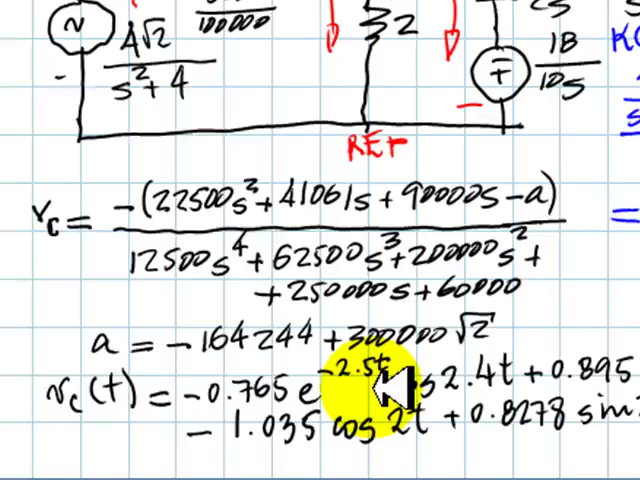 100000
4√2
s²+4
2
18
10s
REF
v_c = -(22500s²+41061s+90000s-a)
12500s⁴+62500s³+200000s²+
+250000s+60000
a = -164244+300000√2
v_c(t) = -0.765 e^-2.5t s 2.4t + 0.895
- 1.035 cos 2t + 0.8278 sin